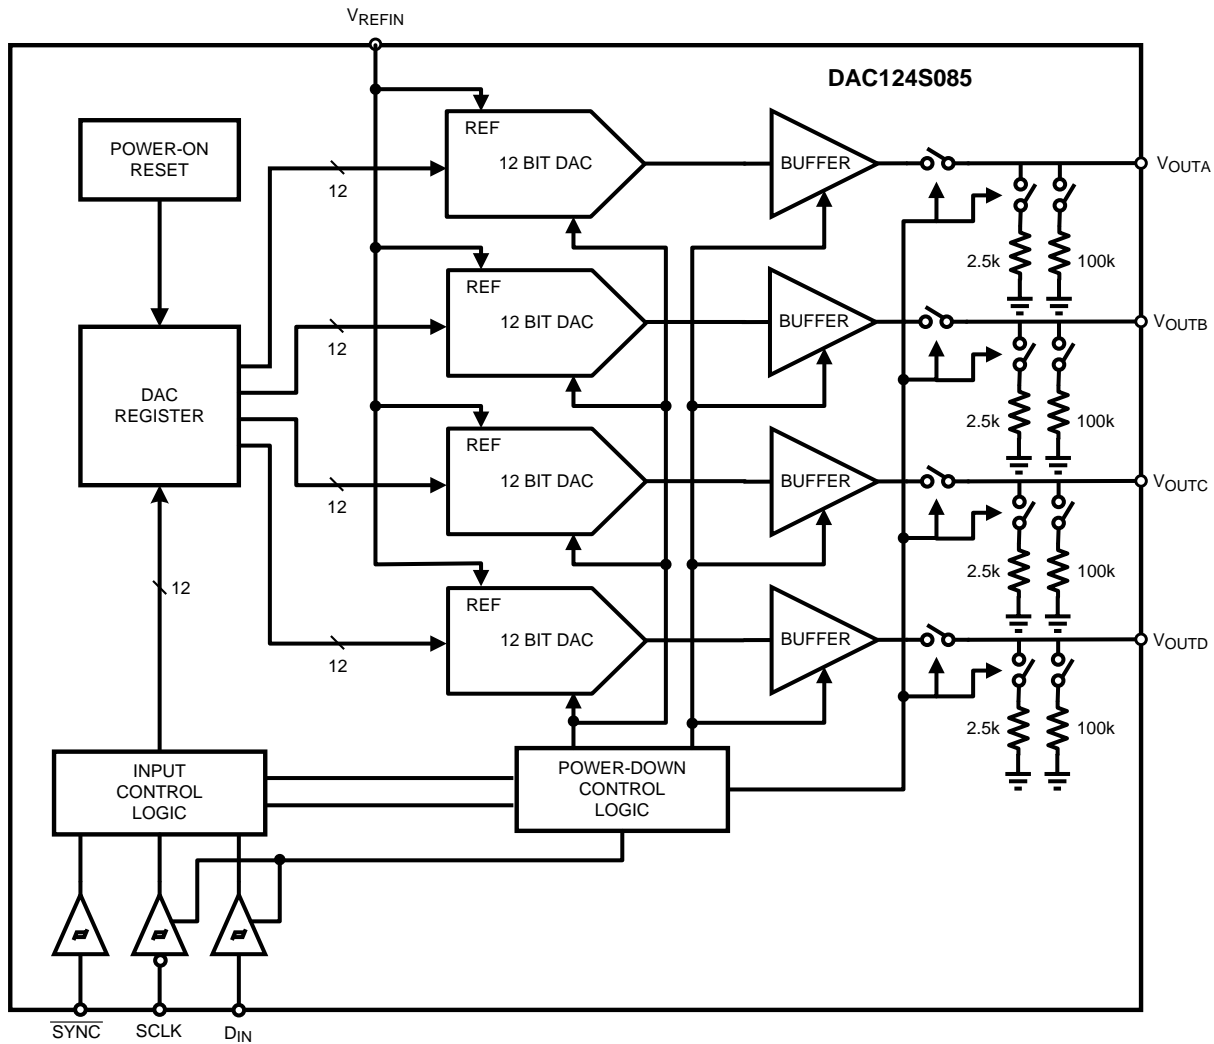 VREFIN
DAC124S085
POWER-ON
RESET
REF
12 BIT DAC
BUFFER
VOUTA
12
2.5k
100k
REF
12 BIT DAC
BUFFER
VOUTB
12
2.5k
100k
DAC
REGISTER
REF
12 BIT DAC
BUFFER
VOUTC
12
2.5k
100k
12
REF
12 BIT DAC
BUFFER
VOUTD
12
2.5k
100k
INPUT
CONTROL
LOGIC
POWER-DOWN
CONTROL
LOGIC
SYNC
SCLK
DIN